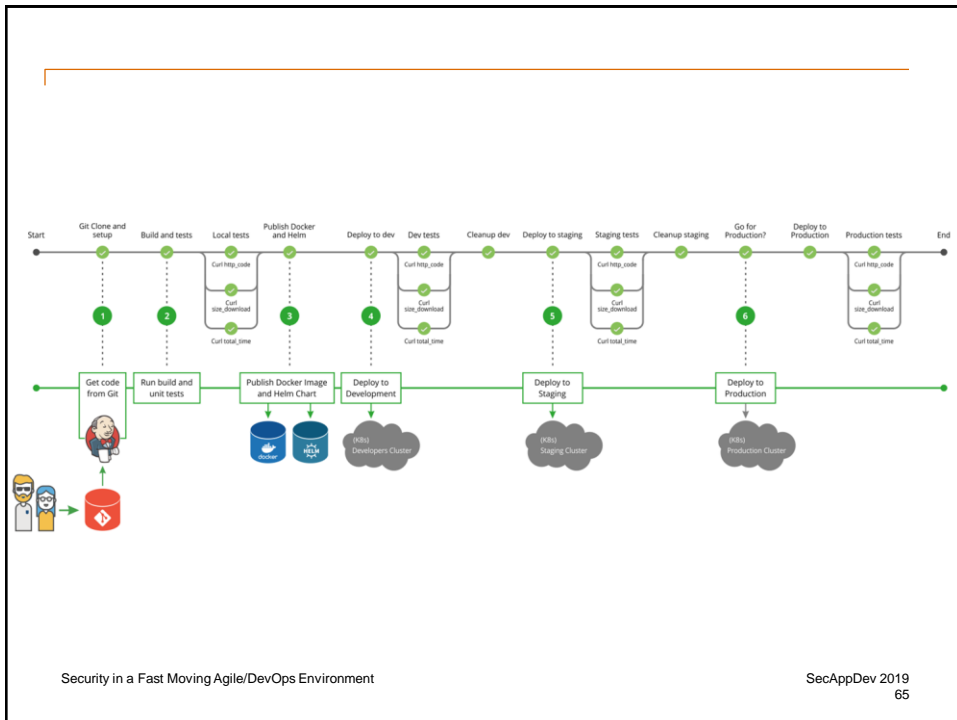 Start
Git Clone and
setup
Build and tests
Local tests
Publish Docker
and Helm
Deploy to dev
Dev tests
Cleanup dev
Deploy to staging
Staging tests
Cleanup staging
Go for
Production?
Deploy to
Production
Production tests
End
Curl http_code
Curl
size_download
Curl total_time
Curl http_code
Curl
size_download
Curl total_time
Curl http_code
Curl
size_download
Curl total_time
Curl http_code
Curl
size_download
Curl total_time
1
2
3
4
5
6
Get code
from Git
Run build and
unit tests
Publish Docker Image
and Helm Chart
Deploy to
Development
Deploy to
Staging
Deploy to
Production
docker
HELM
(K8s)
Developers Cluster
(K8s)
Staging Cluster
(K8s)
Production Cluster
Security in a Fast Moving Agile/DevOps Environment
SecAppDev 2019
65